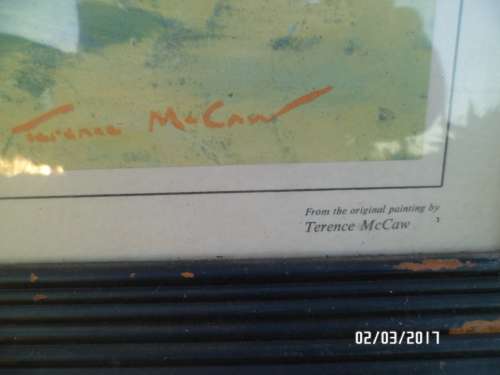 Terence McCaw
From the original painting by
Terence McCaw
02/03/2017